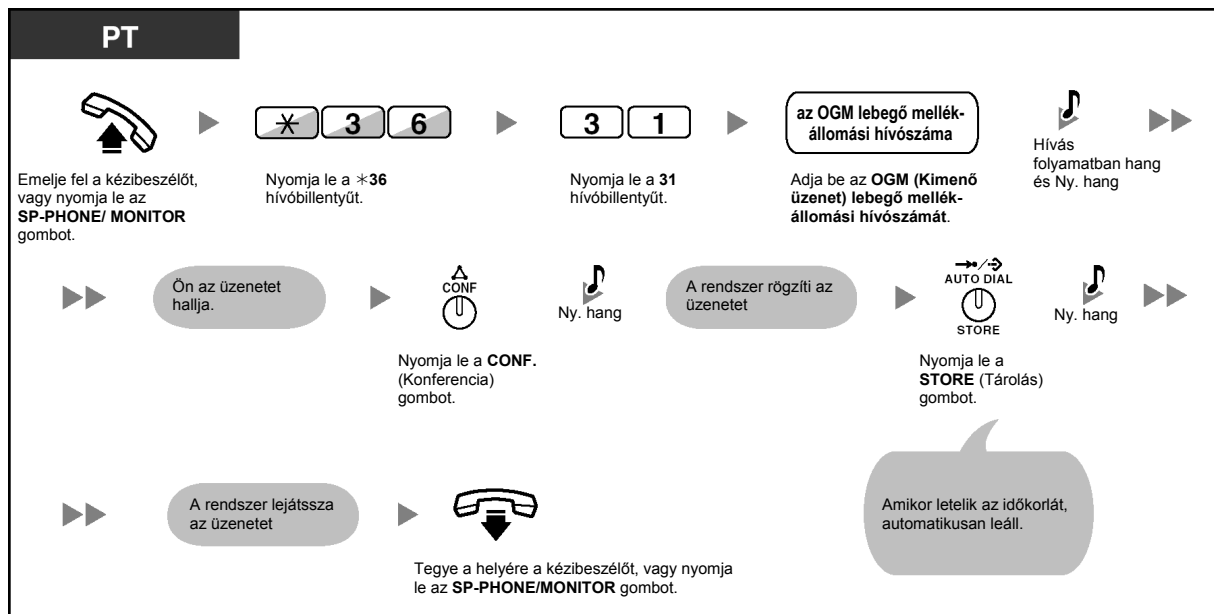 PT
✳ 3 6
3 1
az OGM lebegő mellék-
állomási hívószáma
Emelje fel a kézibeszélőt,
vagy nyomja le az
SP-PHONE/ MONITOR
gombot.
Nyomja le a ✳36
hívóbillentyűt.
Nyomja le a 31
hívóbillentyűt.
Adja be az OGM (Kimenő
üzenet) lebegő mellék-
állomási hívószámát.
Hívás
folyamatban hang
és Ny. hang
Ön az üzenetet
hallja.
CONF
Nyomja le a CONF.
(Konferencia)
gombot.
Ny. hang
A rendszer rögzíti az
üzenetet
AUTO DIAL
STORE
Nyomja le a
STORE (Tárolás)
gombot.
Ny. hang
Amikor letelik az időkorlát,
automatikusan leáll.
A rendszer lejátssza
az üzenetet
Tegye a helyére a kézibeszélőt, vagy nyomja
le az SP-PHONE/MONITOR gombot.